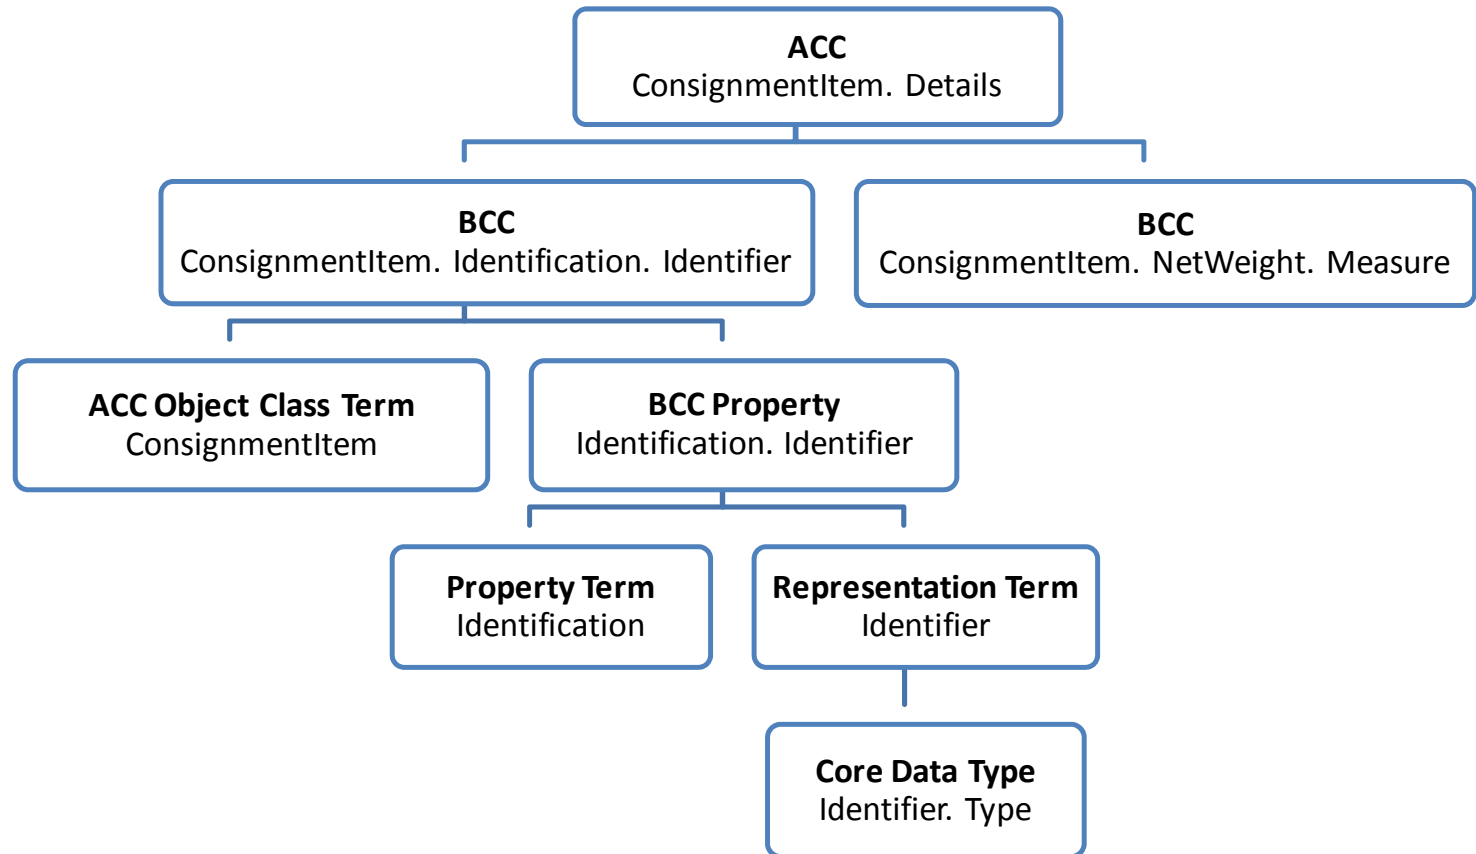 ACC
ConsignmentItem. Details
BCC
ConsignmentItem. Identification. Identifier
BCC
ConsignmentItem. NetWeight. Measure
ACC Object Class Term
ConsignmentItem
BCC Property
Identification. Identifier
Property Term
Identification
Representation Term
Identifier
Core Data Type
Identifier. Type